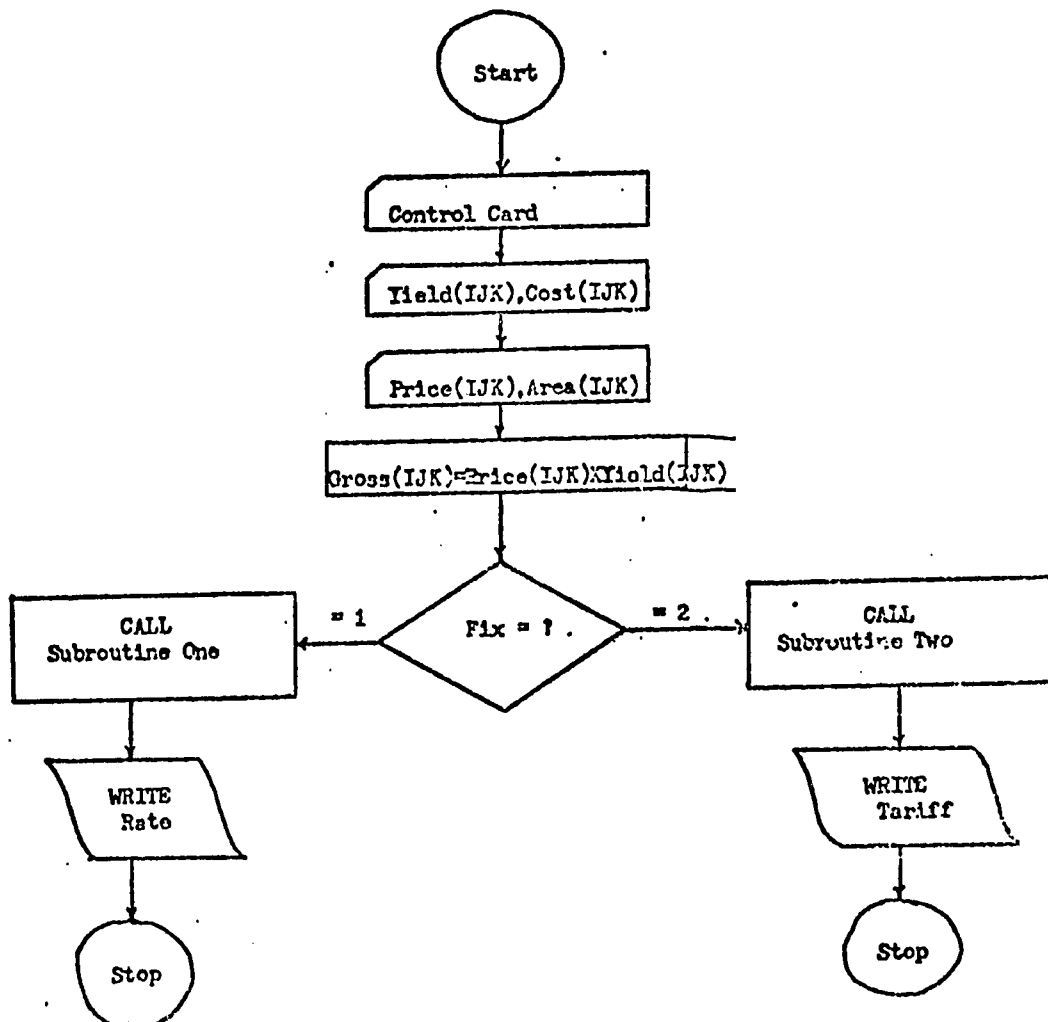 Start
Control Card
Yield(IJK),Cost(IJK)
Price(IJK),Area(IJK)
Gross(IJK)=Price(IJK)XYield(IJK)
Fix = ?
= 1
= 2
CALL
Subroutine One
CALL
Subroutine Two
WRITE
Rate
WRITE
Tariff
Stop
Stop